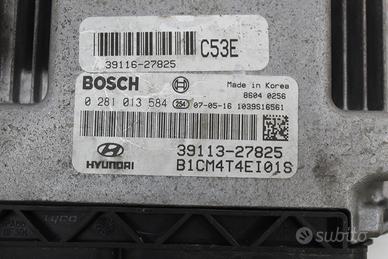 39116-27825
C53E
BOSCH
Made in Korea
8604 0256
0 281 013 584 254 07-05-16 1039S16561
HYUNDAI
39113-27825
B1CM4T4EI01S
subito